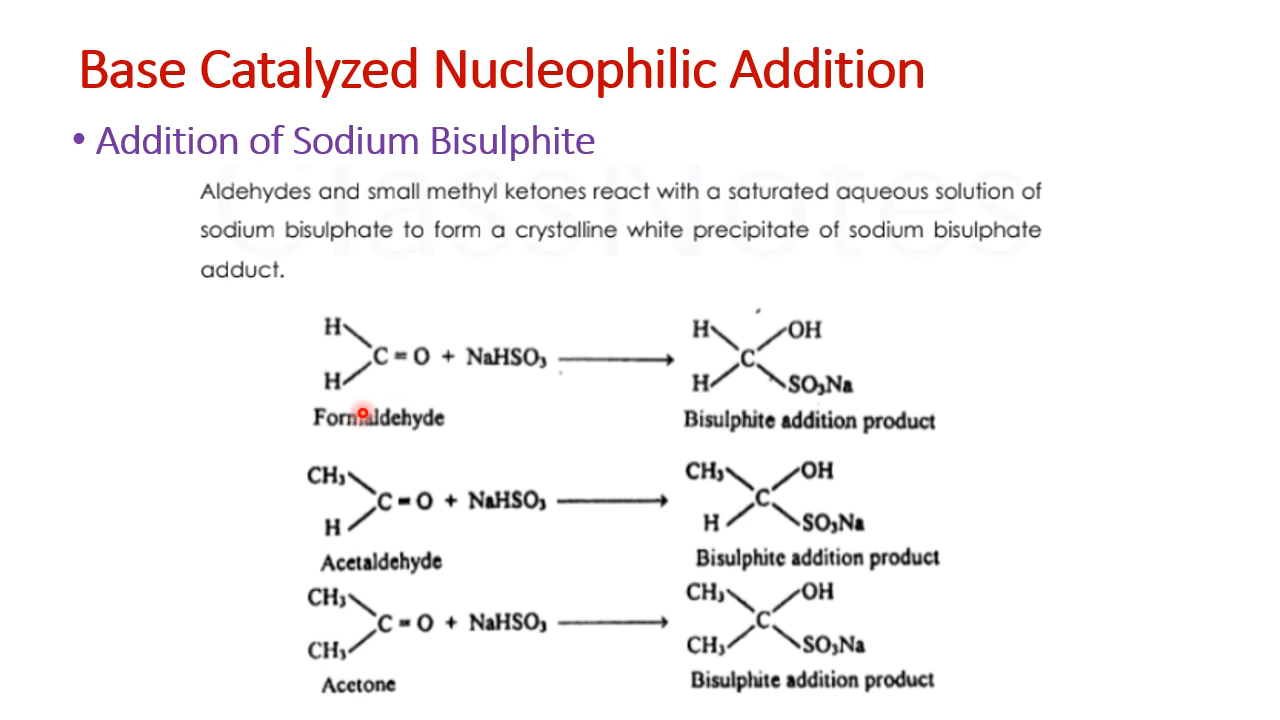 Base Catalyzed Nucleophilic Addition
• Addition of Sodium Bisulphite
ClassNotes
Aldehydes and small methyl ketones react with a saturated aqueous solution of
sodium bisulphate to form a crystalline white precipitate of sodium bisulphate
adduct.
H H
C = O + NaHSO₃
H OH
C
H SO₃Na
Formaldehyde Bisulphite addition product
CH₃ H
C = O + NaHSO₃
CH₃ OH
C
H SO₃Na
Acetaldehyde Bisulphite addition product
CH₃ CH₃
C = O + NaHSO₃
CH₃ OH
C
CH₃ SO₃Na
Acetone Bisulphite addition product